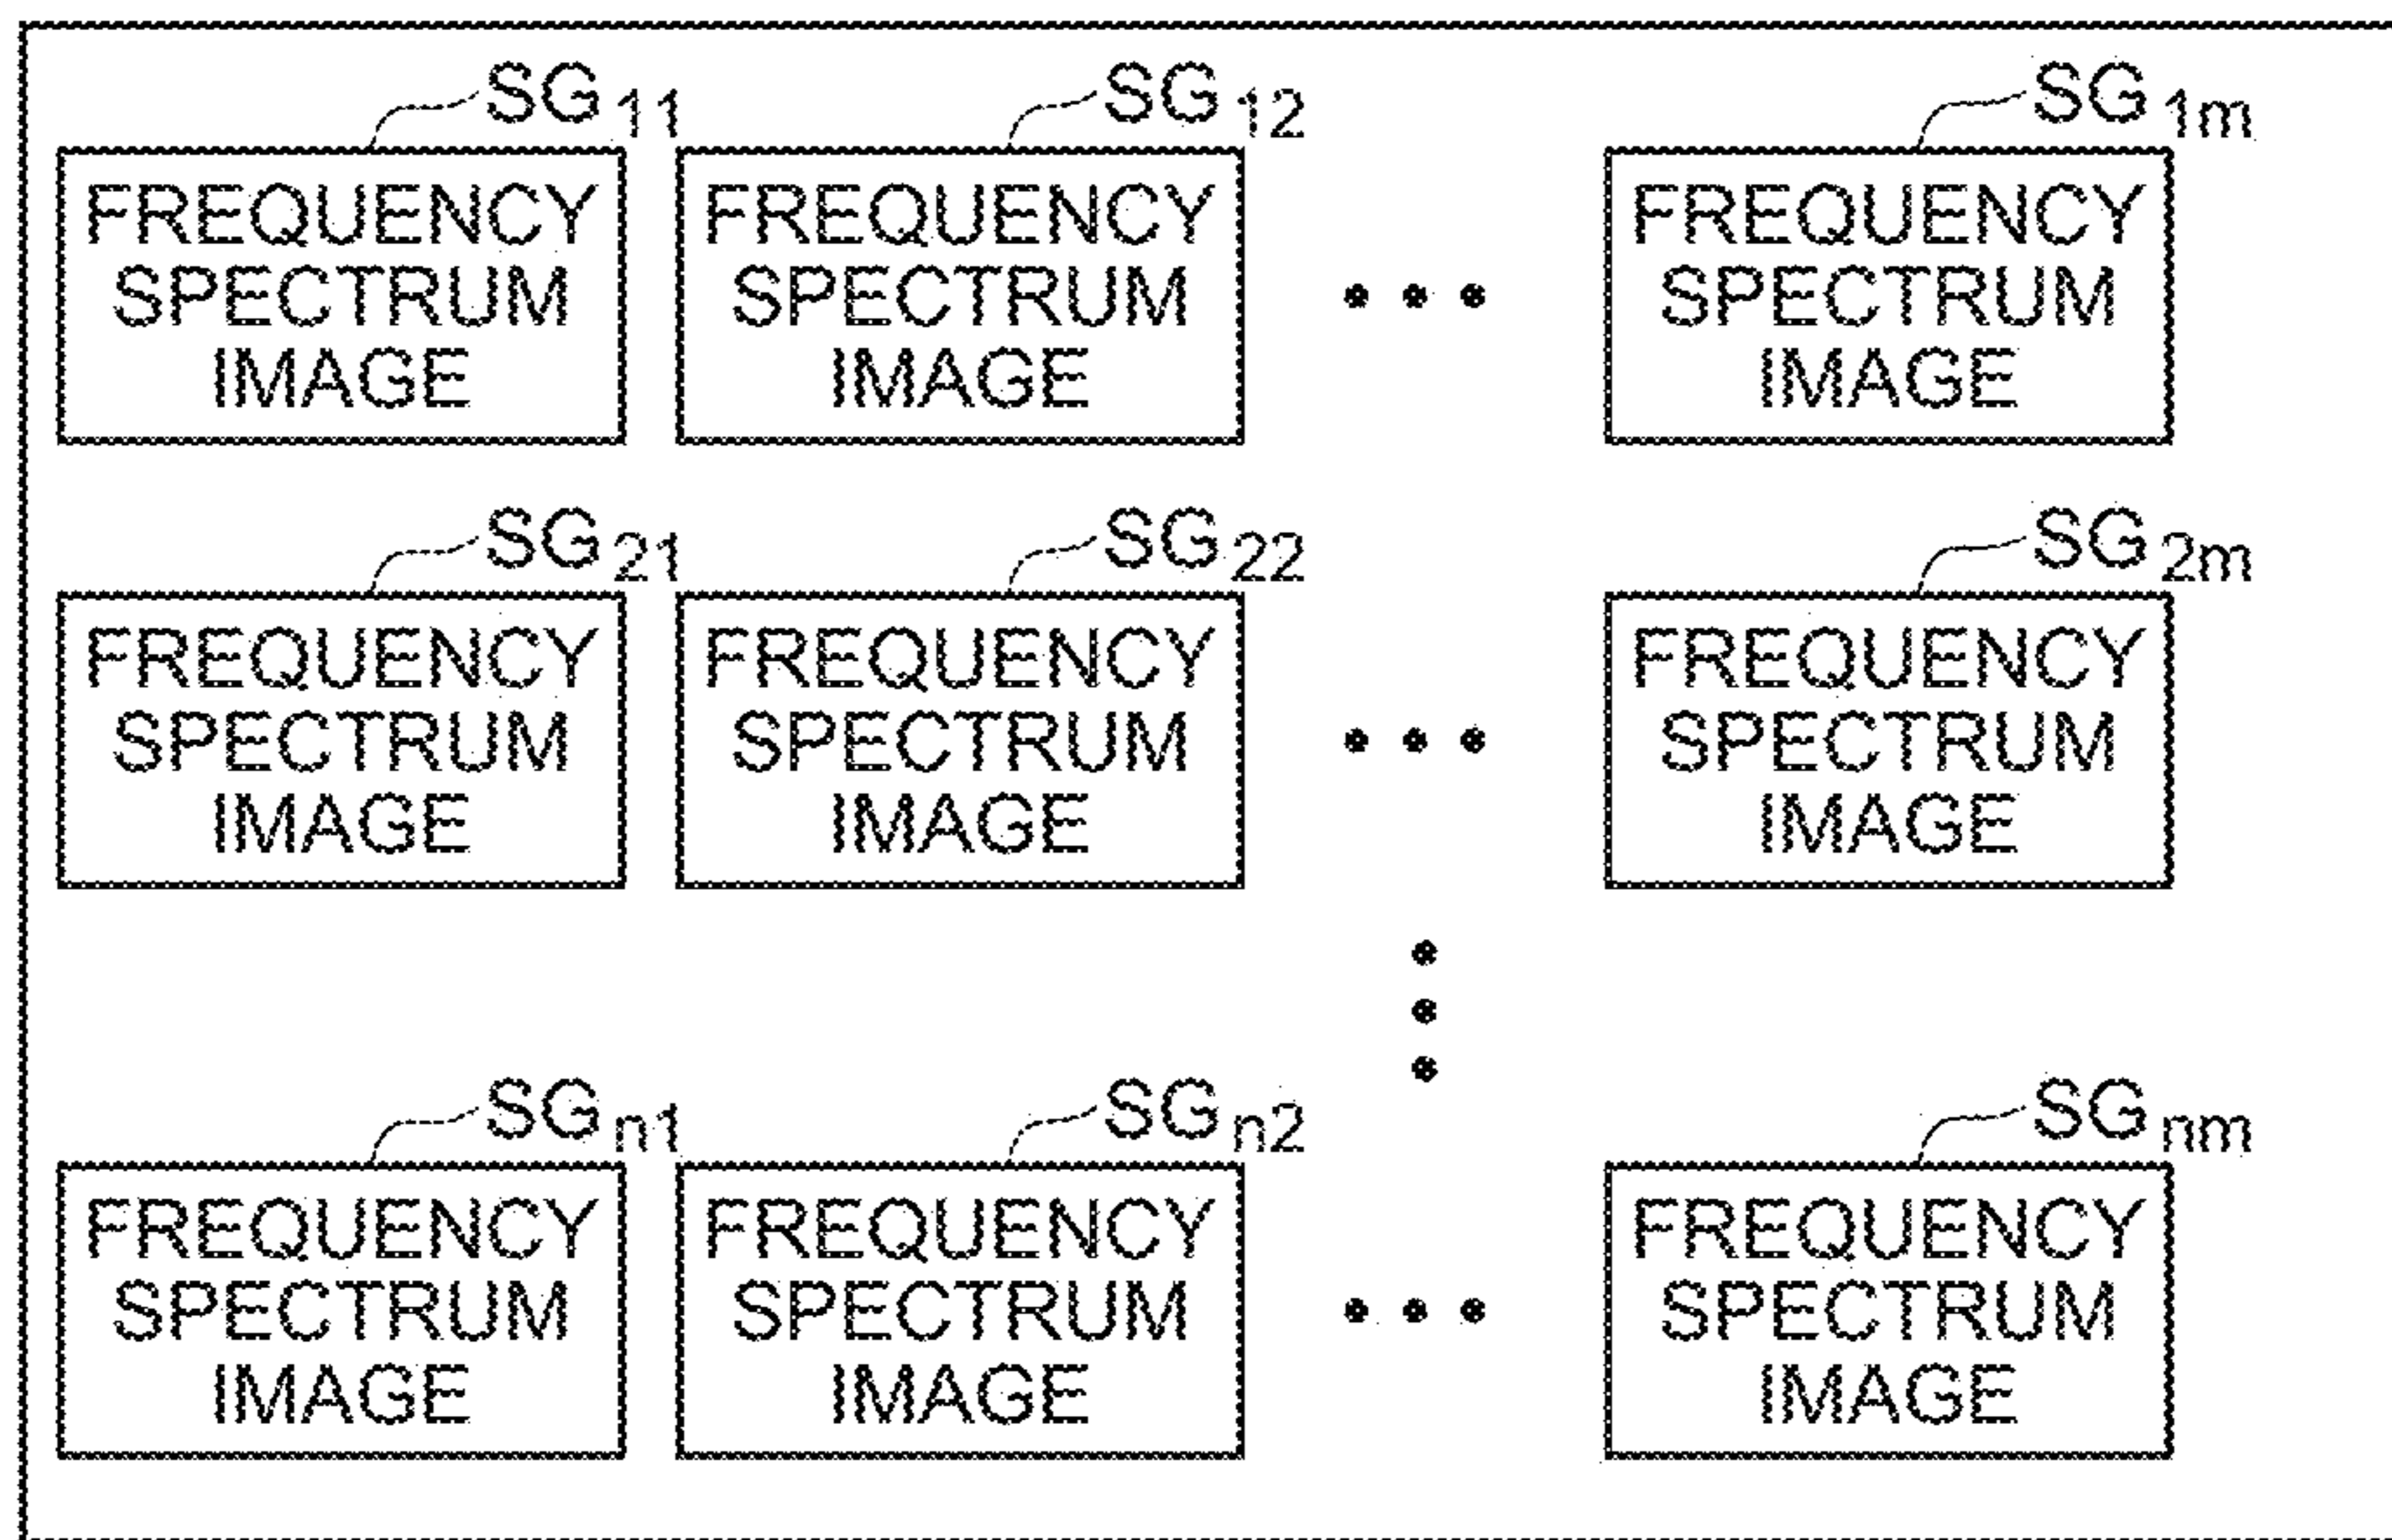 SG11 SG12 SG1m
FREQUENCY FREQUENCY FREQUENCY
SPECTRUM SPECTRUM SPECTRUM
IMAGE IMAGE IMAGE
SG21 SG22 SG2m
FREQUENCY FREQUENCY FREQUENCY
SPECTRUM SPECTRUM SPECTRUM
IMAGE IMAGE IMAGE
SGn1 SGn2 SGnm
FREQUENCY FREQUENCY FREQUENCY
SPECTRUM SPECTRUM SPECTRUM
IMAGE IMAGE IMAGE